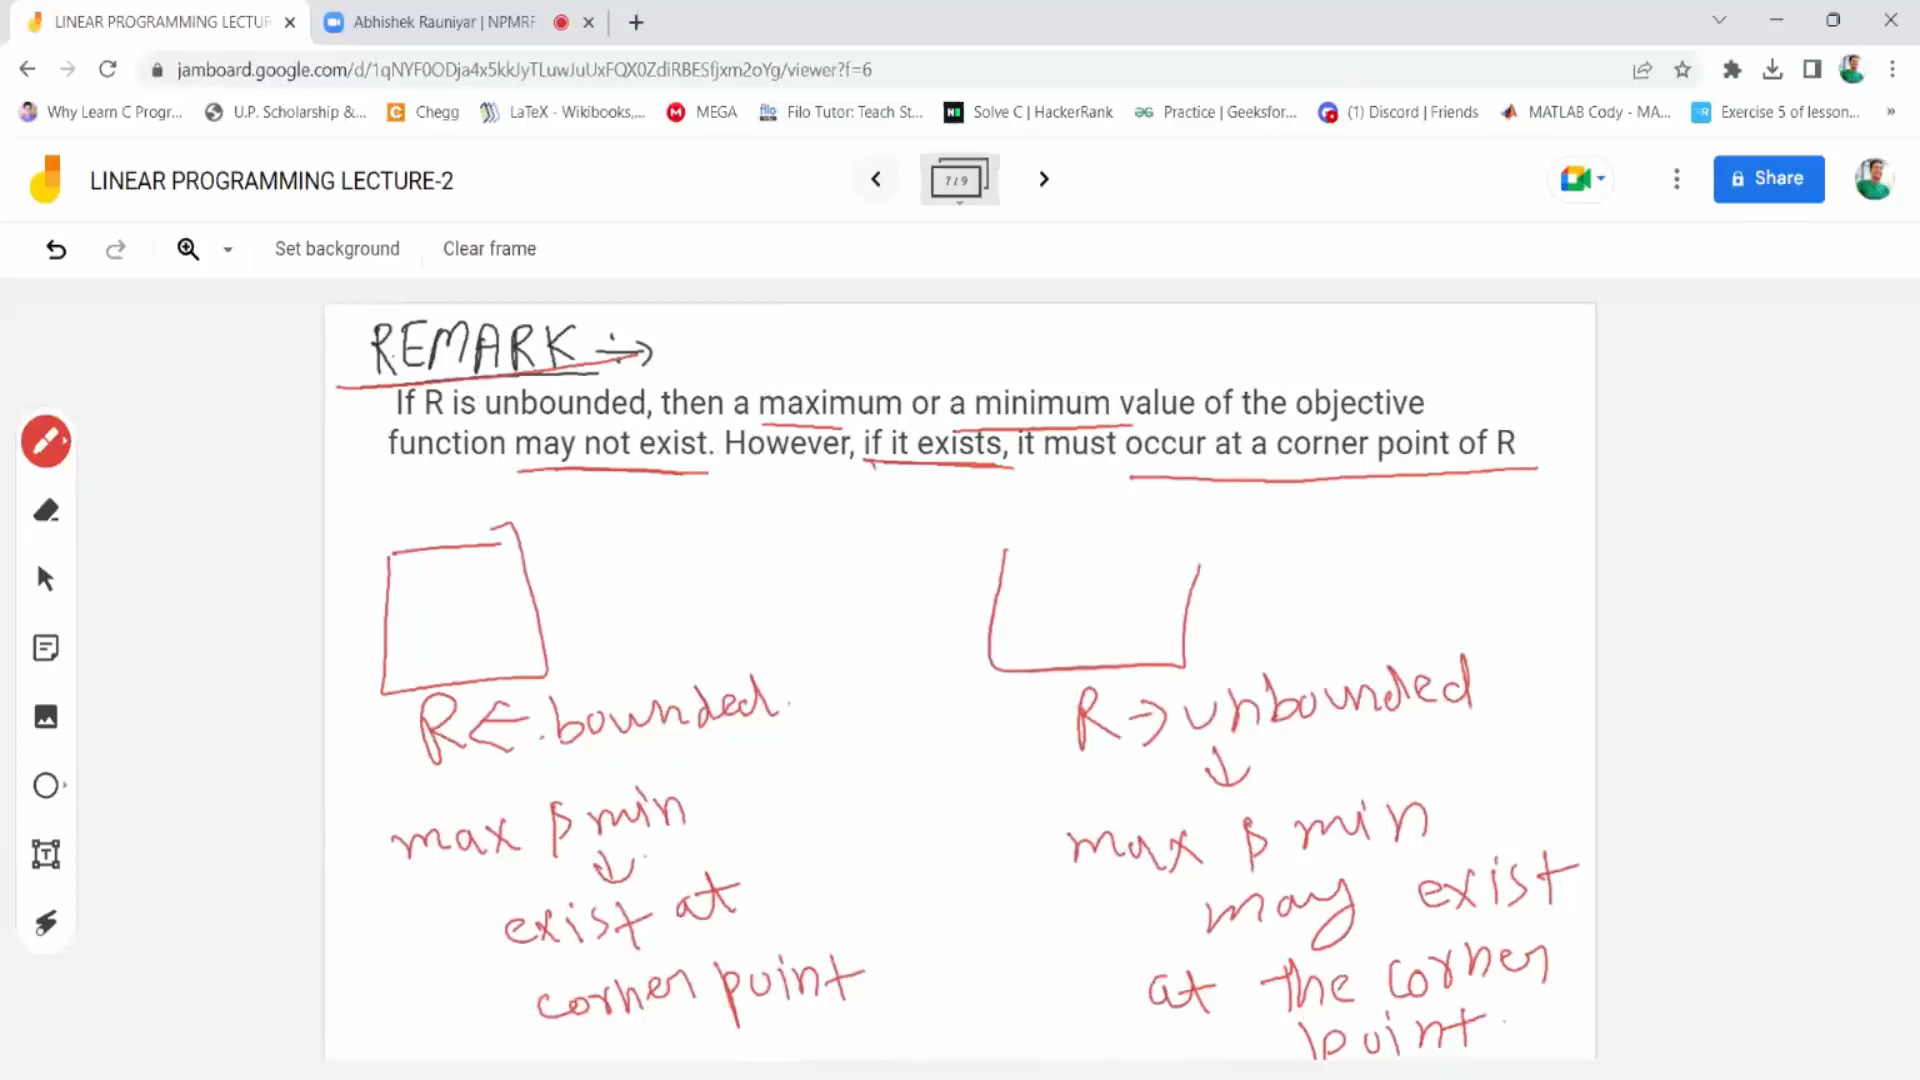 LINEAR PROGRAMMING LECTUR
Abhishek Rauniyar | NPMRF
jamboard.google.com/d/1qNYF0ODja4x5kkJyTLuwJuUxFQX0ZdiRBESfjxm2oYg/viewer?f=6
Why Learn C Progr... U.P. Scholarship &... Chegg LaTeX - Wikibooks,... MEGA Filo Tutor: Teach St... Solve C | HackerRank Practice | Geeksfor... (1) Discord | Friends MATLAB Cody - MA... Exercise 5 of lesson... »
LINEAR PROGRAMMING LECTURE-2
7 / 9
Share
Set background Clear frame
REMARK
If R is unbounded, then a maximum or a minimum value of the objective
function may not exist. However, if it exists, it must occur at a corner point of R
R ← bounded.
max & min
↓
exist at
corner point
R → unbounded
↓
max & min
may exist
at the corner
point.